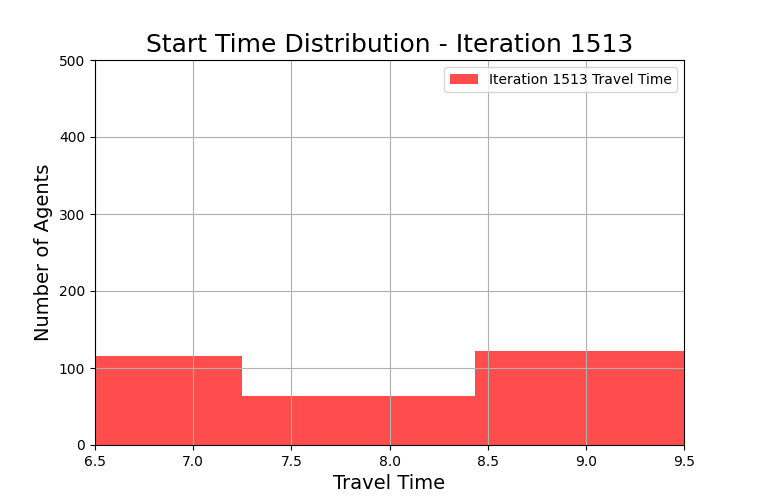 Start Time Distribution - Iteration 1513
Iteration 1513 Travel Time
Number of Agents
500
400
300
200
100
0
6.5 7.0 7.5 8.0 8.5 9.0 9.5
Travel Time